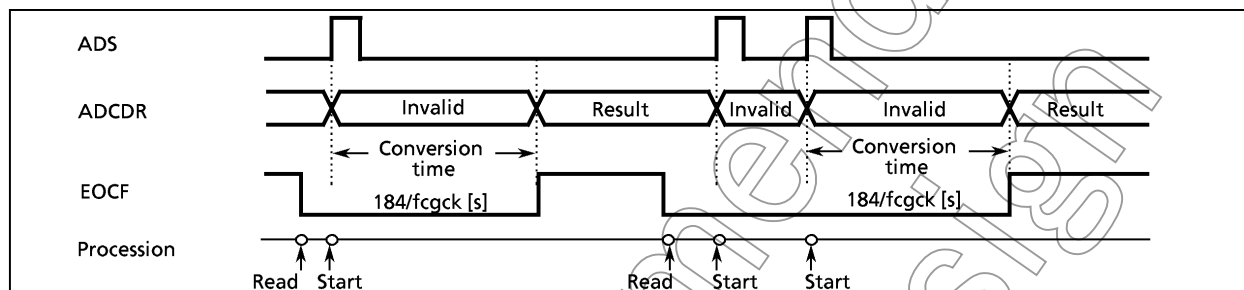 ADS
ADCDR
Invalid
Result
Invalid
Invalid
Result
Conversion
time
Conversion
time
EOCF
184/fcgck [s]
184/fcgck [s]
Procession
Read
Start
Read
Start
Start